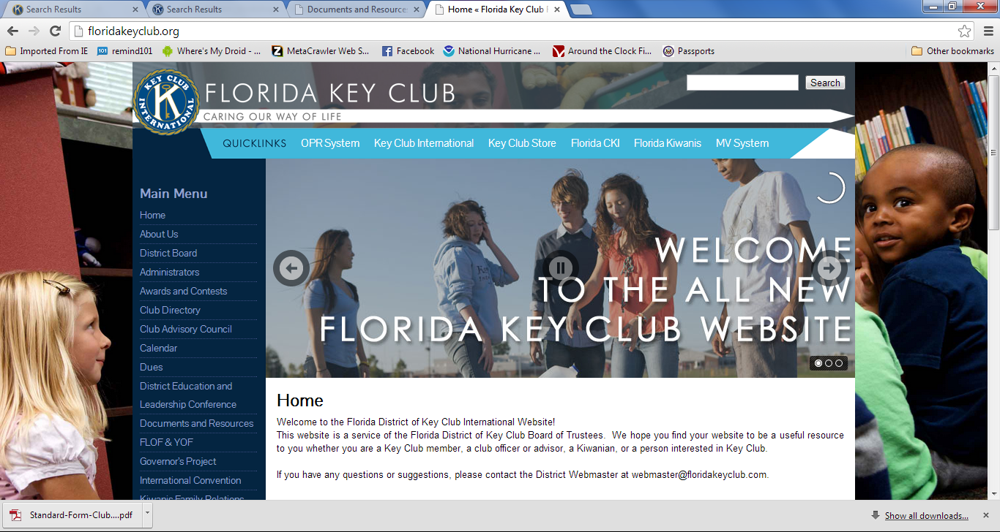 Search Results
Search Results
Documents and Resource
Home « Florida Key Club
floridakeyclub.org
Imported From IE
remind101
Where's My Droid - ...
MetaCrawler Web S...
Facebook
National Hurricane ...
Around the Clock Fi...
Passports
Other bookmarks
KEY CLUB
K
INTERNATIONAL
FLORIDA KEY CLUB
Search
CARING OUR WAY OF LIFE
QUICKLINKS
OPR System
Key Club International
Key Club Store
Florida CKI
Florida Kiwanis
MV System
Main Menu
Home
About Us
District Board
Administrators
Awards and Contests
Club Directory
Club Advisory Council
Calendar
Dues
District Education and
Leadership Conference
Documents and Resources
FLOF & YOF
Governor's Project
International Convention
Kiwanis Family Relations
WELCOME
TO THE ALL NEW
FLORIDA KEY CLUB WEBSITE
Home
Welcome to the Florida District of Key Club International Website!
This website is a service of the Florida District of Key Club Board of Trustees. We hope you find your website to be a useful resource
to you whether you are a Key Club member, a club officer or advisor, a Kiwanian, or a person interested in Key Club.
If you have any questions or suggestions, please contact the District Webmaster at webmaster@floridakeyclub.com.
Standard-Form-Club....pdf
Show all downloads...